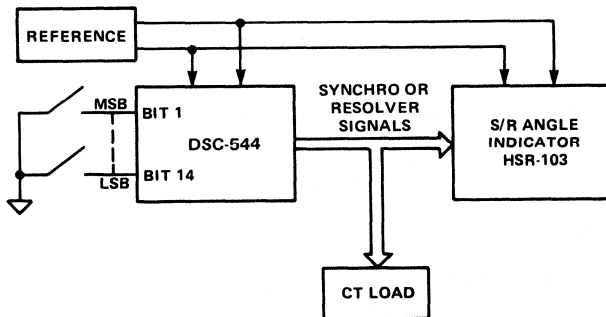 REFERENCE
MSB
BIT 1
DSC-544
LSB
BIT 14
SYNCHRO OR
RESOLVER
SIGNALS
S/R ANGLE
INDICATOR
HSR-103
CT LOAD